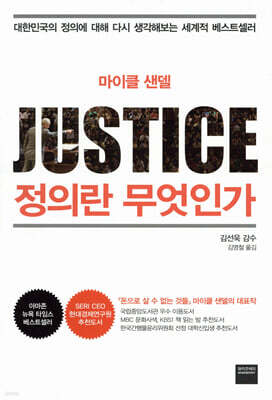 대한민국의 정의에 대해 다시 생각해보는 세계적 베스트셀러
마이클 샌델
JUSTICE
정의란 무엇인가
김선욱 감수
김명철 옮김
아마존
뉴욕 타임스
베스트셀러
SERI CEO
현대경제연구원
추천도서
『돈으로 살 수 없는 것들』 마이클 샌델의 대표작
국립중앙도서관 우수 이용도서
MBC 문화사색, KBS1 책 읽는 밤 추천도서
한국간행물윤리위원회 선정 대학신입생 추천도서